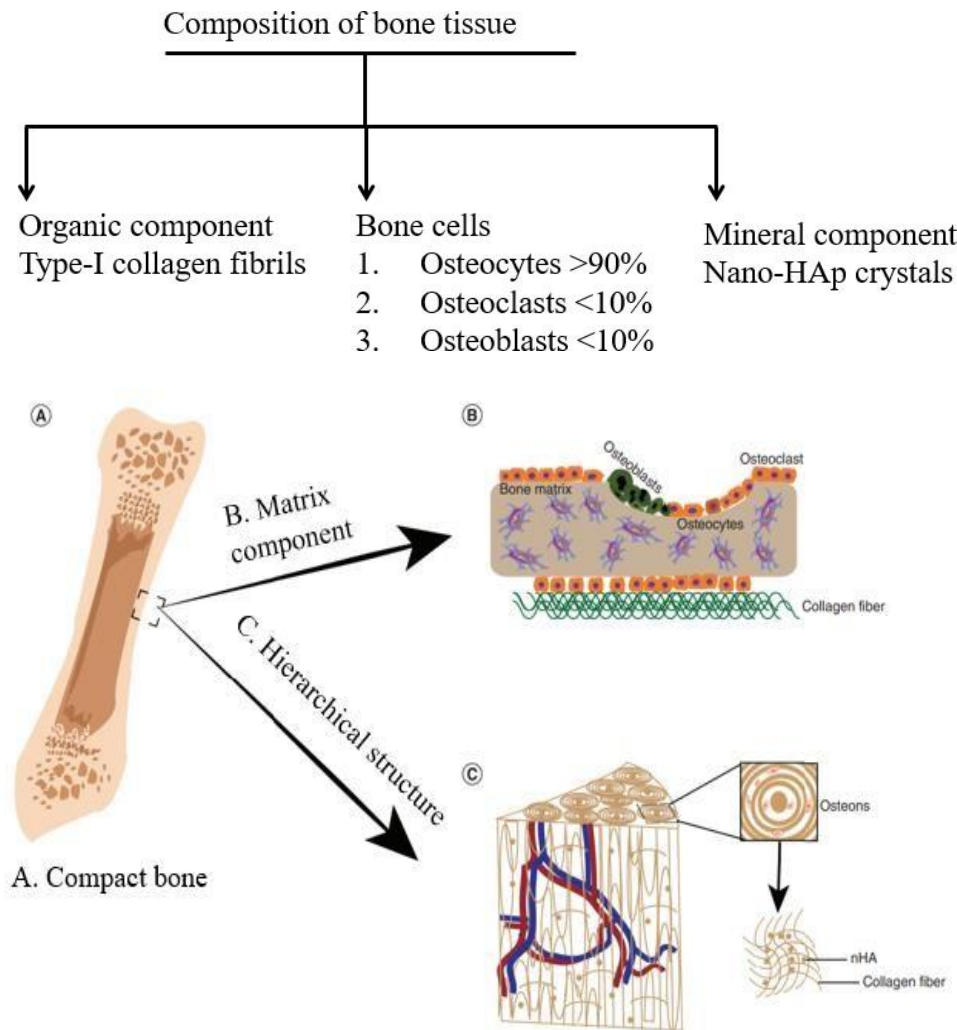 Composition of bone tissue
Organic component
Type-I collagen fibrils
Bone cells
1. Osteocytes >90%
2. Osteoclasts <10%
3. Osteoblasts <10%
Mineral component
Nano-HAp crystals
A
B. Matrix
component
C. Hierarchical
structure
A. Compact bone
B
Osteoblasts
Osteoclast
Bone matrix
Osteocytes
Collagen fiber
C
Osteons
nHA
Collagen fiber